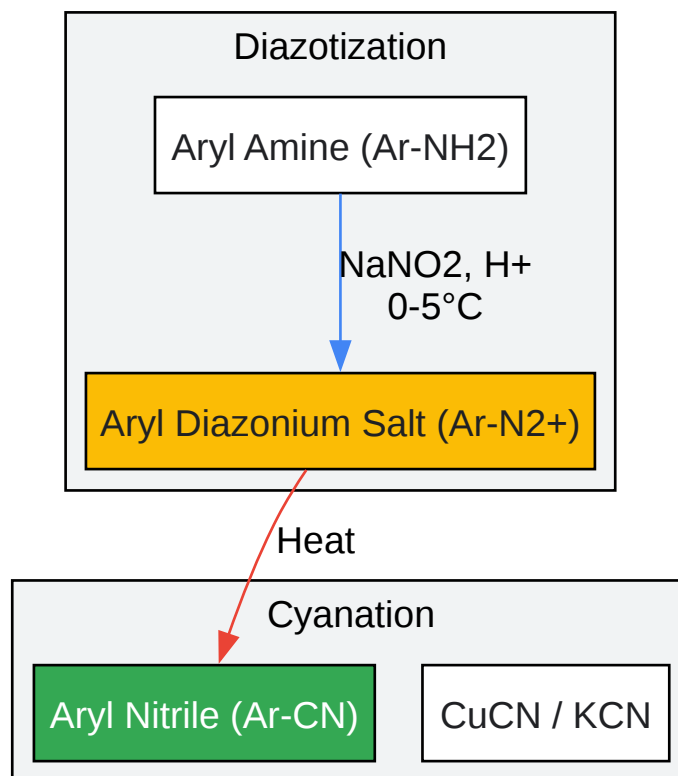 Diazotization
Aryl Amine (Ar-NH2)
NaNO2, H+
0-5°C
Aryl Diazonium Salt (Ar-N2+)
Heat
Cyanation
Aryl Nitrile (Ar-CN)
CuCN / KCN